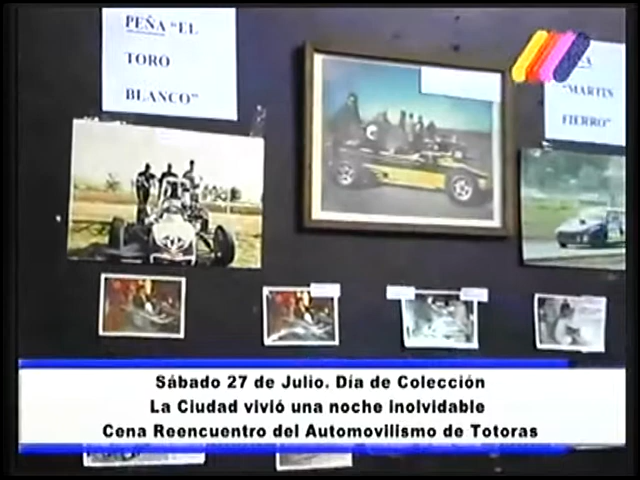 PEÑA "EL
TORO
BLANCO"
"MARTIN
FIERRO"
Sábado 27 de Julio. Día de Colección
La Ciudad vivió una noche inolvidable
Cena Reencuentro del Automovilismo de Totoras